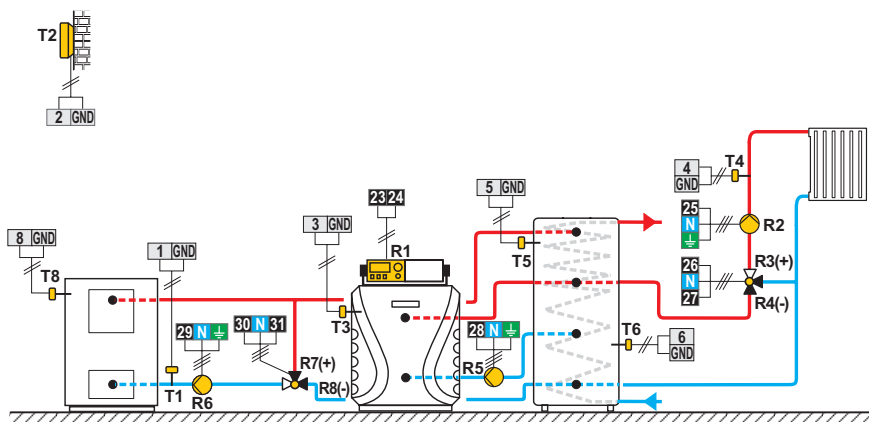 T2
2 GND
4 GND
T4
5 GND
23 24
25 N
R2
3 GND
8 GND
1 GND
R1
T5
R3(+)
26 N 27
R4(-)
T8
T3
29 N
30 N 31
28 N
T6
6 GND
R7(+)
R5
R8(-)
T1
R6